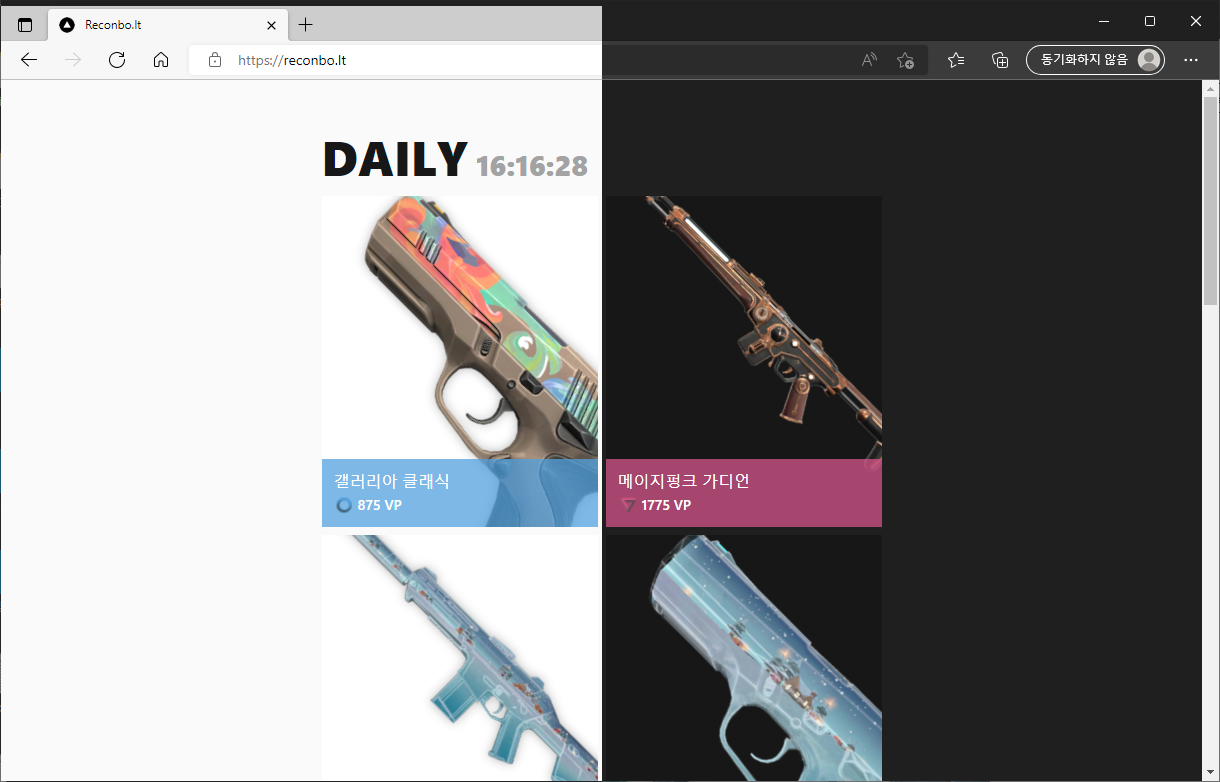 Reconbo.lt
https://reconbo.lt
동기화하지 않음
DAILY 16:16:28
갤러리아 클래식
875 VP
메이지펑크 가디언
1775 VP